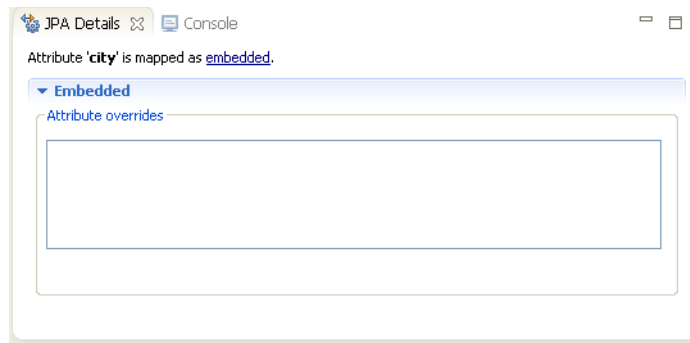 JPA Details Console
Attribute 'city' is mapped as embedded.
Embedded
Attribute overrides